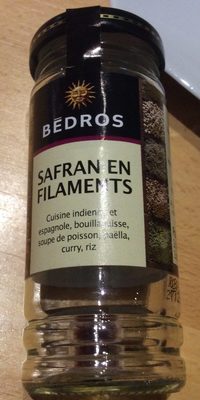 BEDROS
SAFRAN EN
FILAMENTS
Cuisine indienne et
espagnole, bouillabaisse,
soupe de poisson, paëlla,
curry, riz